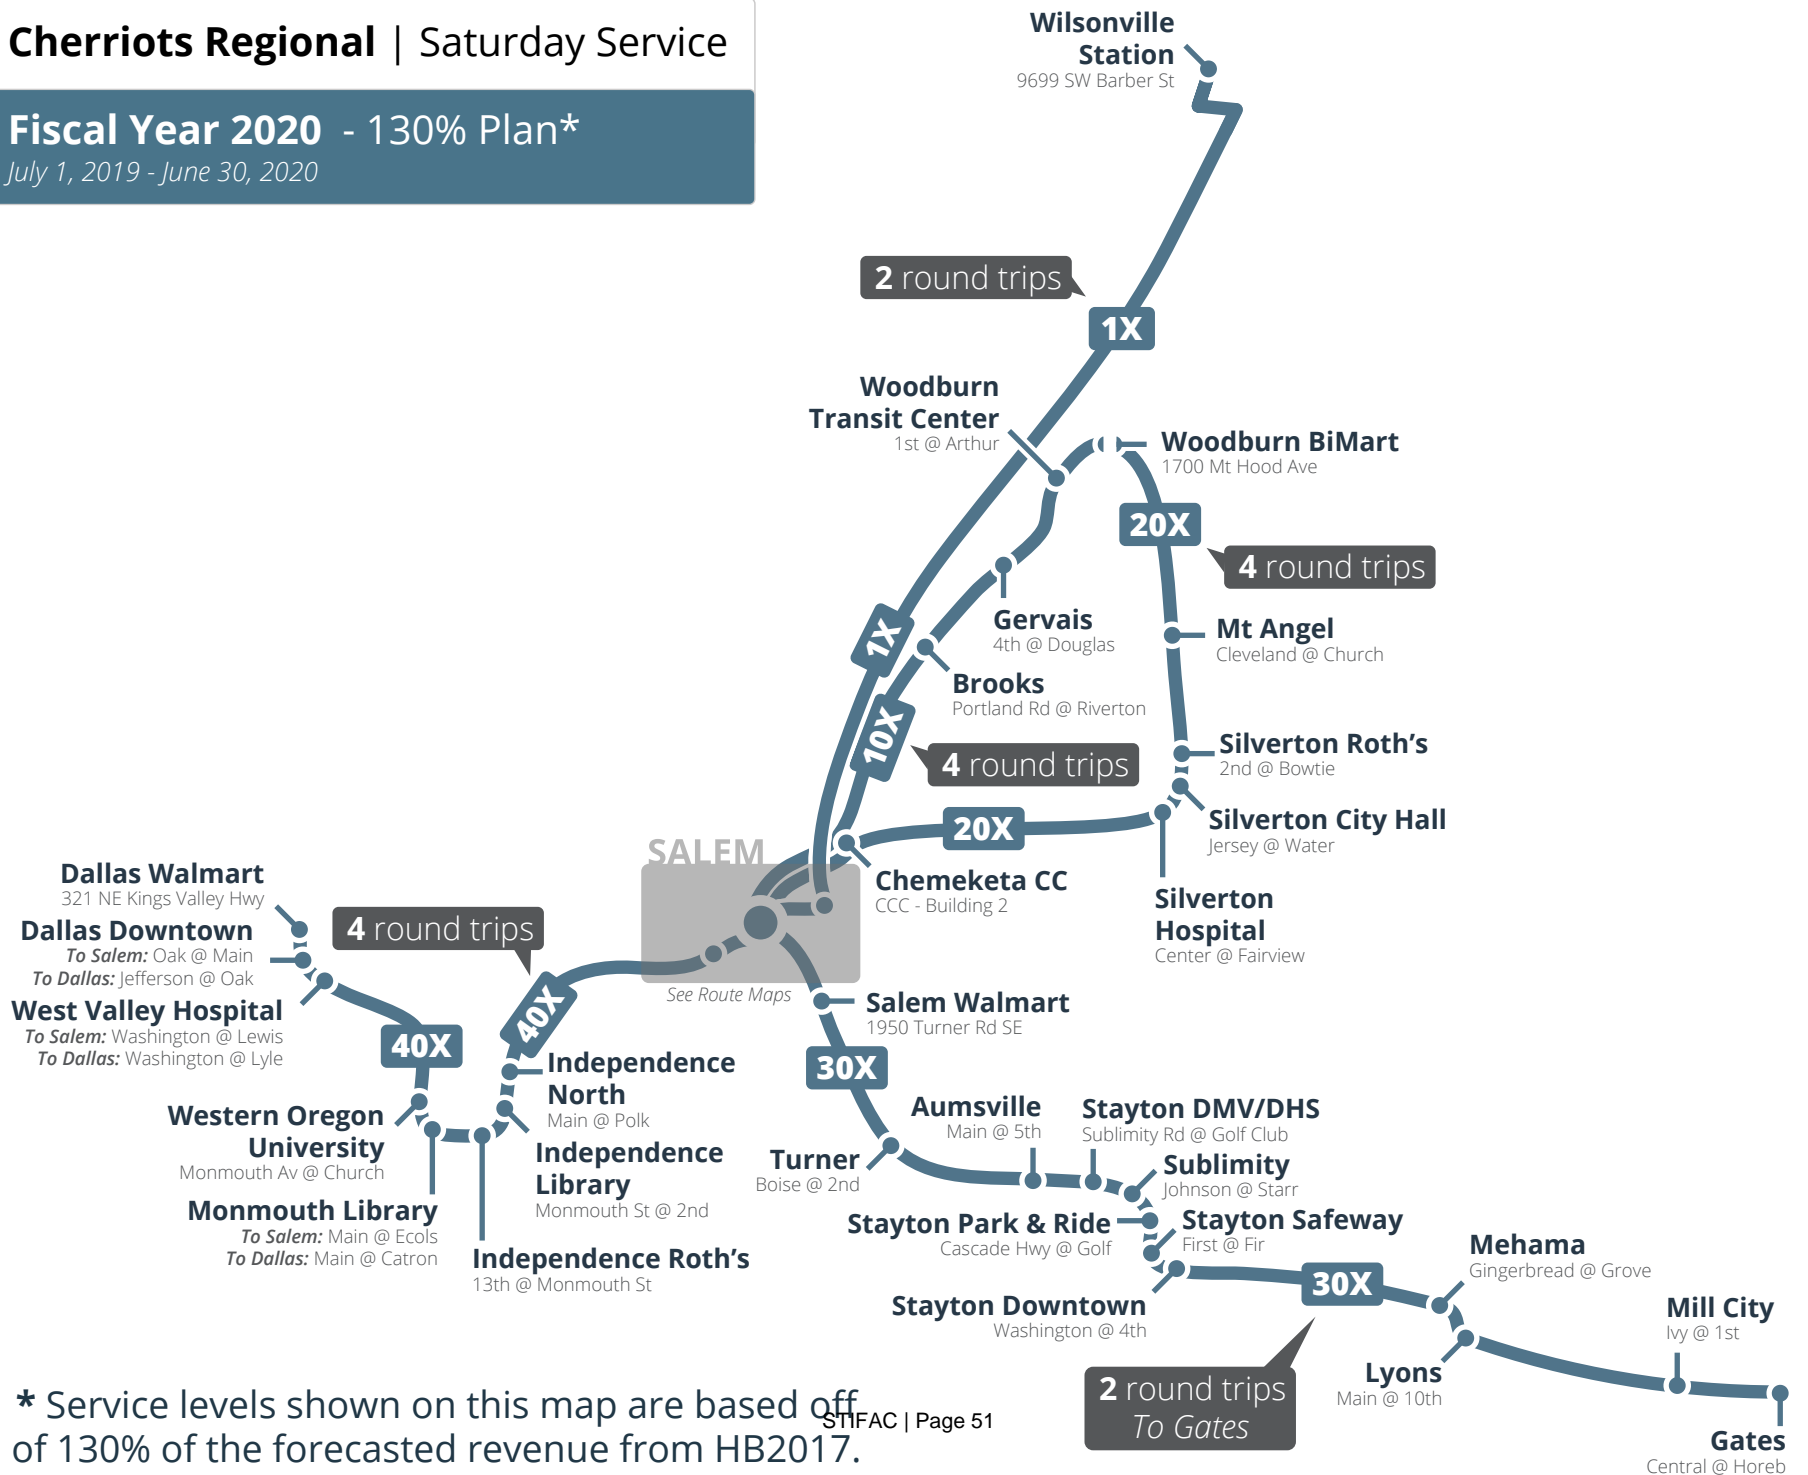 Cherriots Regional | Saturday Service
Fiscal Year 2020 - 130% Plan*
July 1, 2019 - June 30, 2020
Wilsonville
Station
9699 SW Barber St
2 round trips
1X
Woodburn
Transit Center
1st @ Arthur
Woodburn BiMart
1700 Mt Hood Ave
20X
4 round trips
Gervais
4th @ Douglas
1X
Mt Angel
Cleveland @ Church
Brooks
Portland Rd @ Riverton
10X
4 round trips
Silverton Roth’s
2nd @ Bowtie
20X
Silverton City Hall
Jersey @ Water
SALEM
Chemeketa CC
CCC - Building 2
Silverton
Hospital
Center @ Fairview
See Route Maps
Dallas Walmart
321 NE Kings Valley Hwy
Dallas Downtown
To Salem: Oak @ Main
To Dallas: Jefferson @ Oak
West Valley Hospital
To Salem: Washington @ Lewis
To Dallas: Washington @ Lyle
4 round trips
40X
40X
Independence
North
Main @ Polk
Western Oregon
University
Monmouth Av @ Church
Independence
Library
Monmouth St @ 2nd
Monmouth Library
To Salem: Main @ Ecols
To Dallas: Main @ Catron
Independence Roth’s
13th @ Monmouth St
Salem Walmart
1950 Turner Rd SE
30X
Turner
Boise @ 2nd
Aumsville
Main @ 5th
Stayton DMV/DHS
Sublimity Rd @ Golf Club
Sublimity
Johnson @ Starr
Stayton Park & Ride
Cascade Hwy @ Golf
Stayton Safeway
First @ Fir
Stayton Downtown
Washington @ 4th
30X
2 round trips
To Gates
Mehama
Gingerbread @ Grove
Lyons
Main @ 10th
Mill City
Ivy @ 1st
Gates
Central @ Horeb
* Service levels shown on this map are based off
of 130% of the forecasted revenue from HB2017.
STIFAC | Page 51